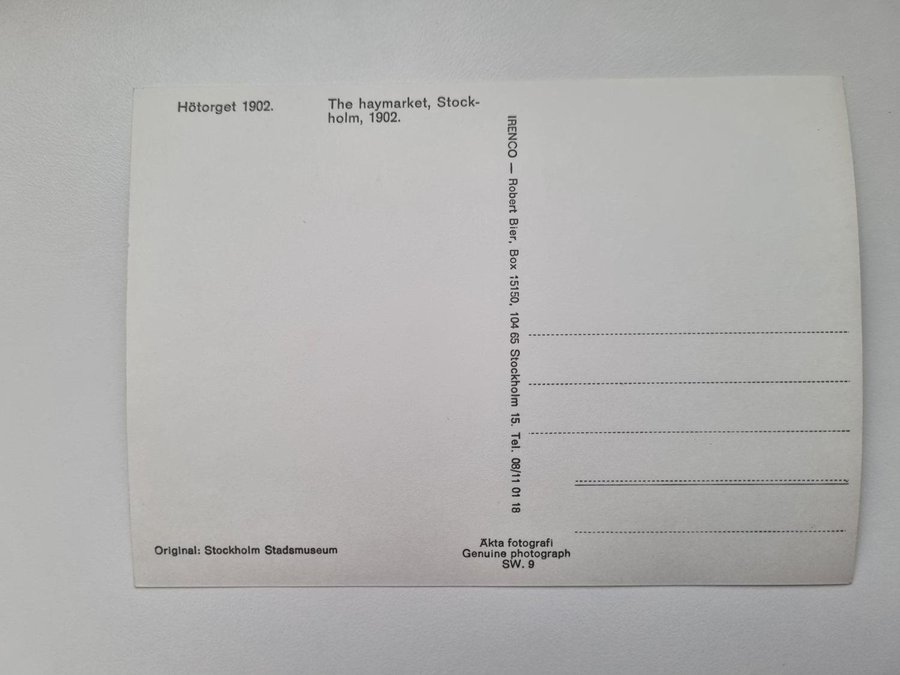 Hötorget 1902.
The haymarket, Stock-
holm, 1902.
IRENCO — Robert Bier, Box 15150, 104 65 Stockholm 15. Tel. 08/11 01 18
Original: Stockholm Stadsmuseum
Äkta fotografi
Genuine photograph
SW. 9